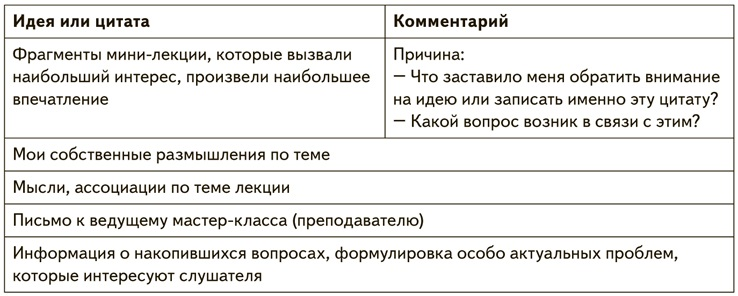 Идея или цитата
Комментарий
Фрагменты мини-лекции, которые вызвали
наибольший интерес, произвели наибольшее
впечатление
Причина:
— Что заставило меня обратить внимание
на идею или записать именно эту цитату?
— Какой вопрос возник в связи с этим?
Мои собственные размышления по теме
Мысли, ассоциации по теме лекции
Письмо к ведущему мастер-класса (преподавателю)
Информация о накопившихся вопросах, формулировка особо актуальных проблем,
которые интересуют слушателя